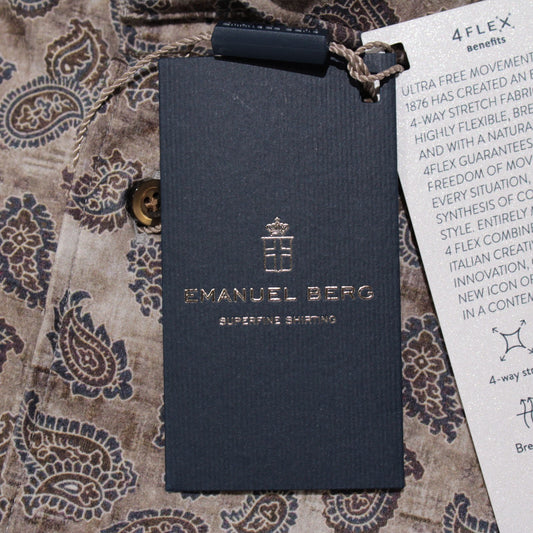 EMANUEL BERG
SUPERFINE SHIRTING
4FLEX
Benefits
ULTRA FREE MOVEMENT
1876 HAS CREATED AN
4-WAY STRETCH FABRI
HIGHLY FLEXIBLE, BRE
AND WITH A NATURA
4FLEX GUARANTEES
FREEDOM OF MOV
EVERY SITUATION,
SYNTHESIS OF CO
STYLE. ENTIRELY M
4 FLEX COMBINE
ITALIAN CREATIV
INNOVATION,
NEW ICON OF
IN A CONTEM
4-way str
Bre